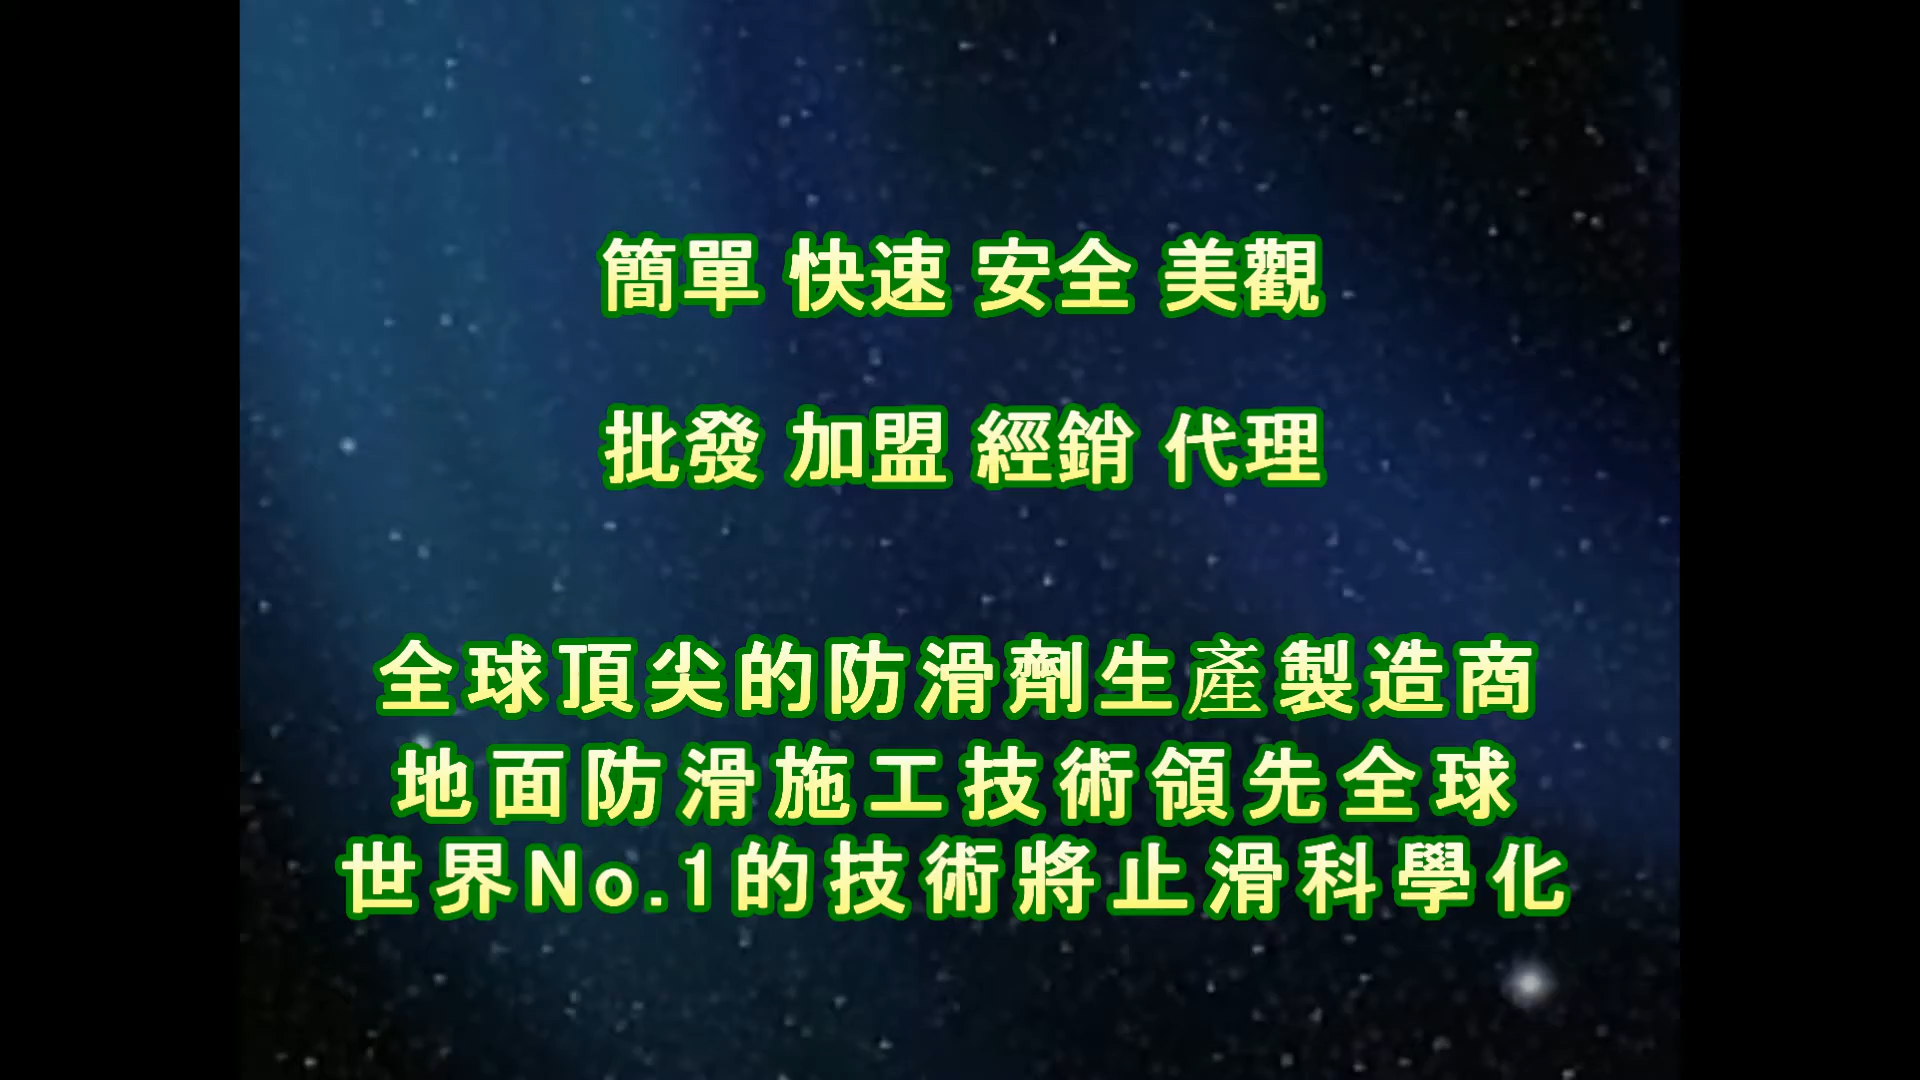 簡單 快速 安全 美觀
批發 加盟 經銷 代理
全球頂尖的防滑劑生產製造商
地面防滑施工技術領先全球
世界No.1的技術將止滑科學化